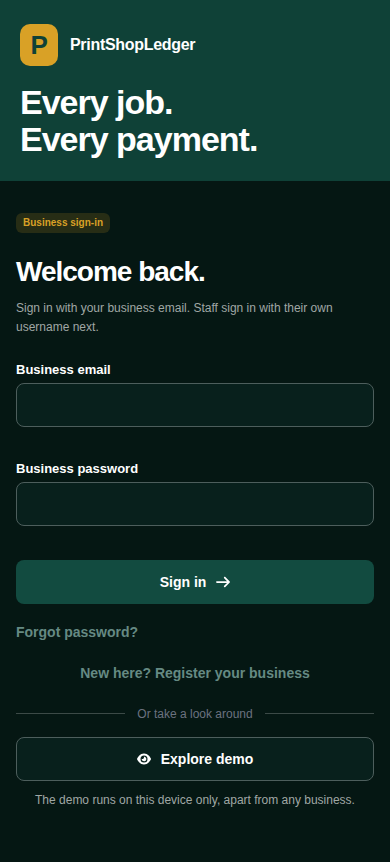 P
PrintShopLedger
Every job.
Every payment.
Business sign-in
Welcome back.
Sign in with your business email. Staff sign in with their own
username next.
Business email
Business password
Sign in →
Forgot password?
New here? Register your business
Or take a look around
Explore demo
The demo runs on this device only, apart from any business.